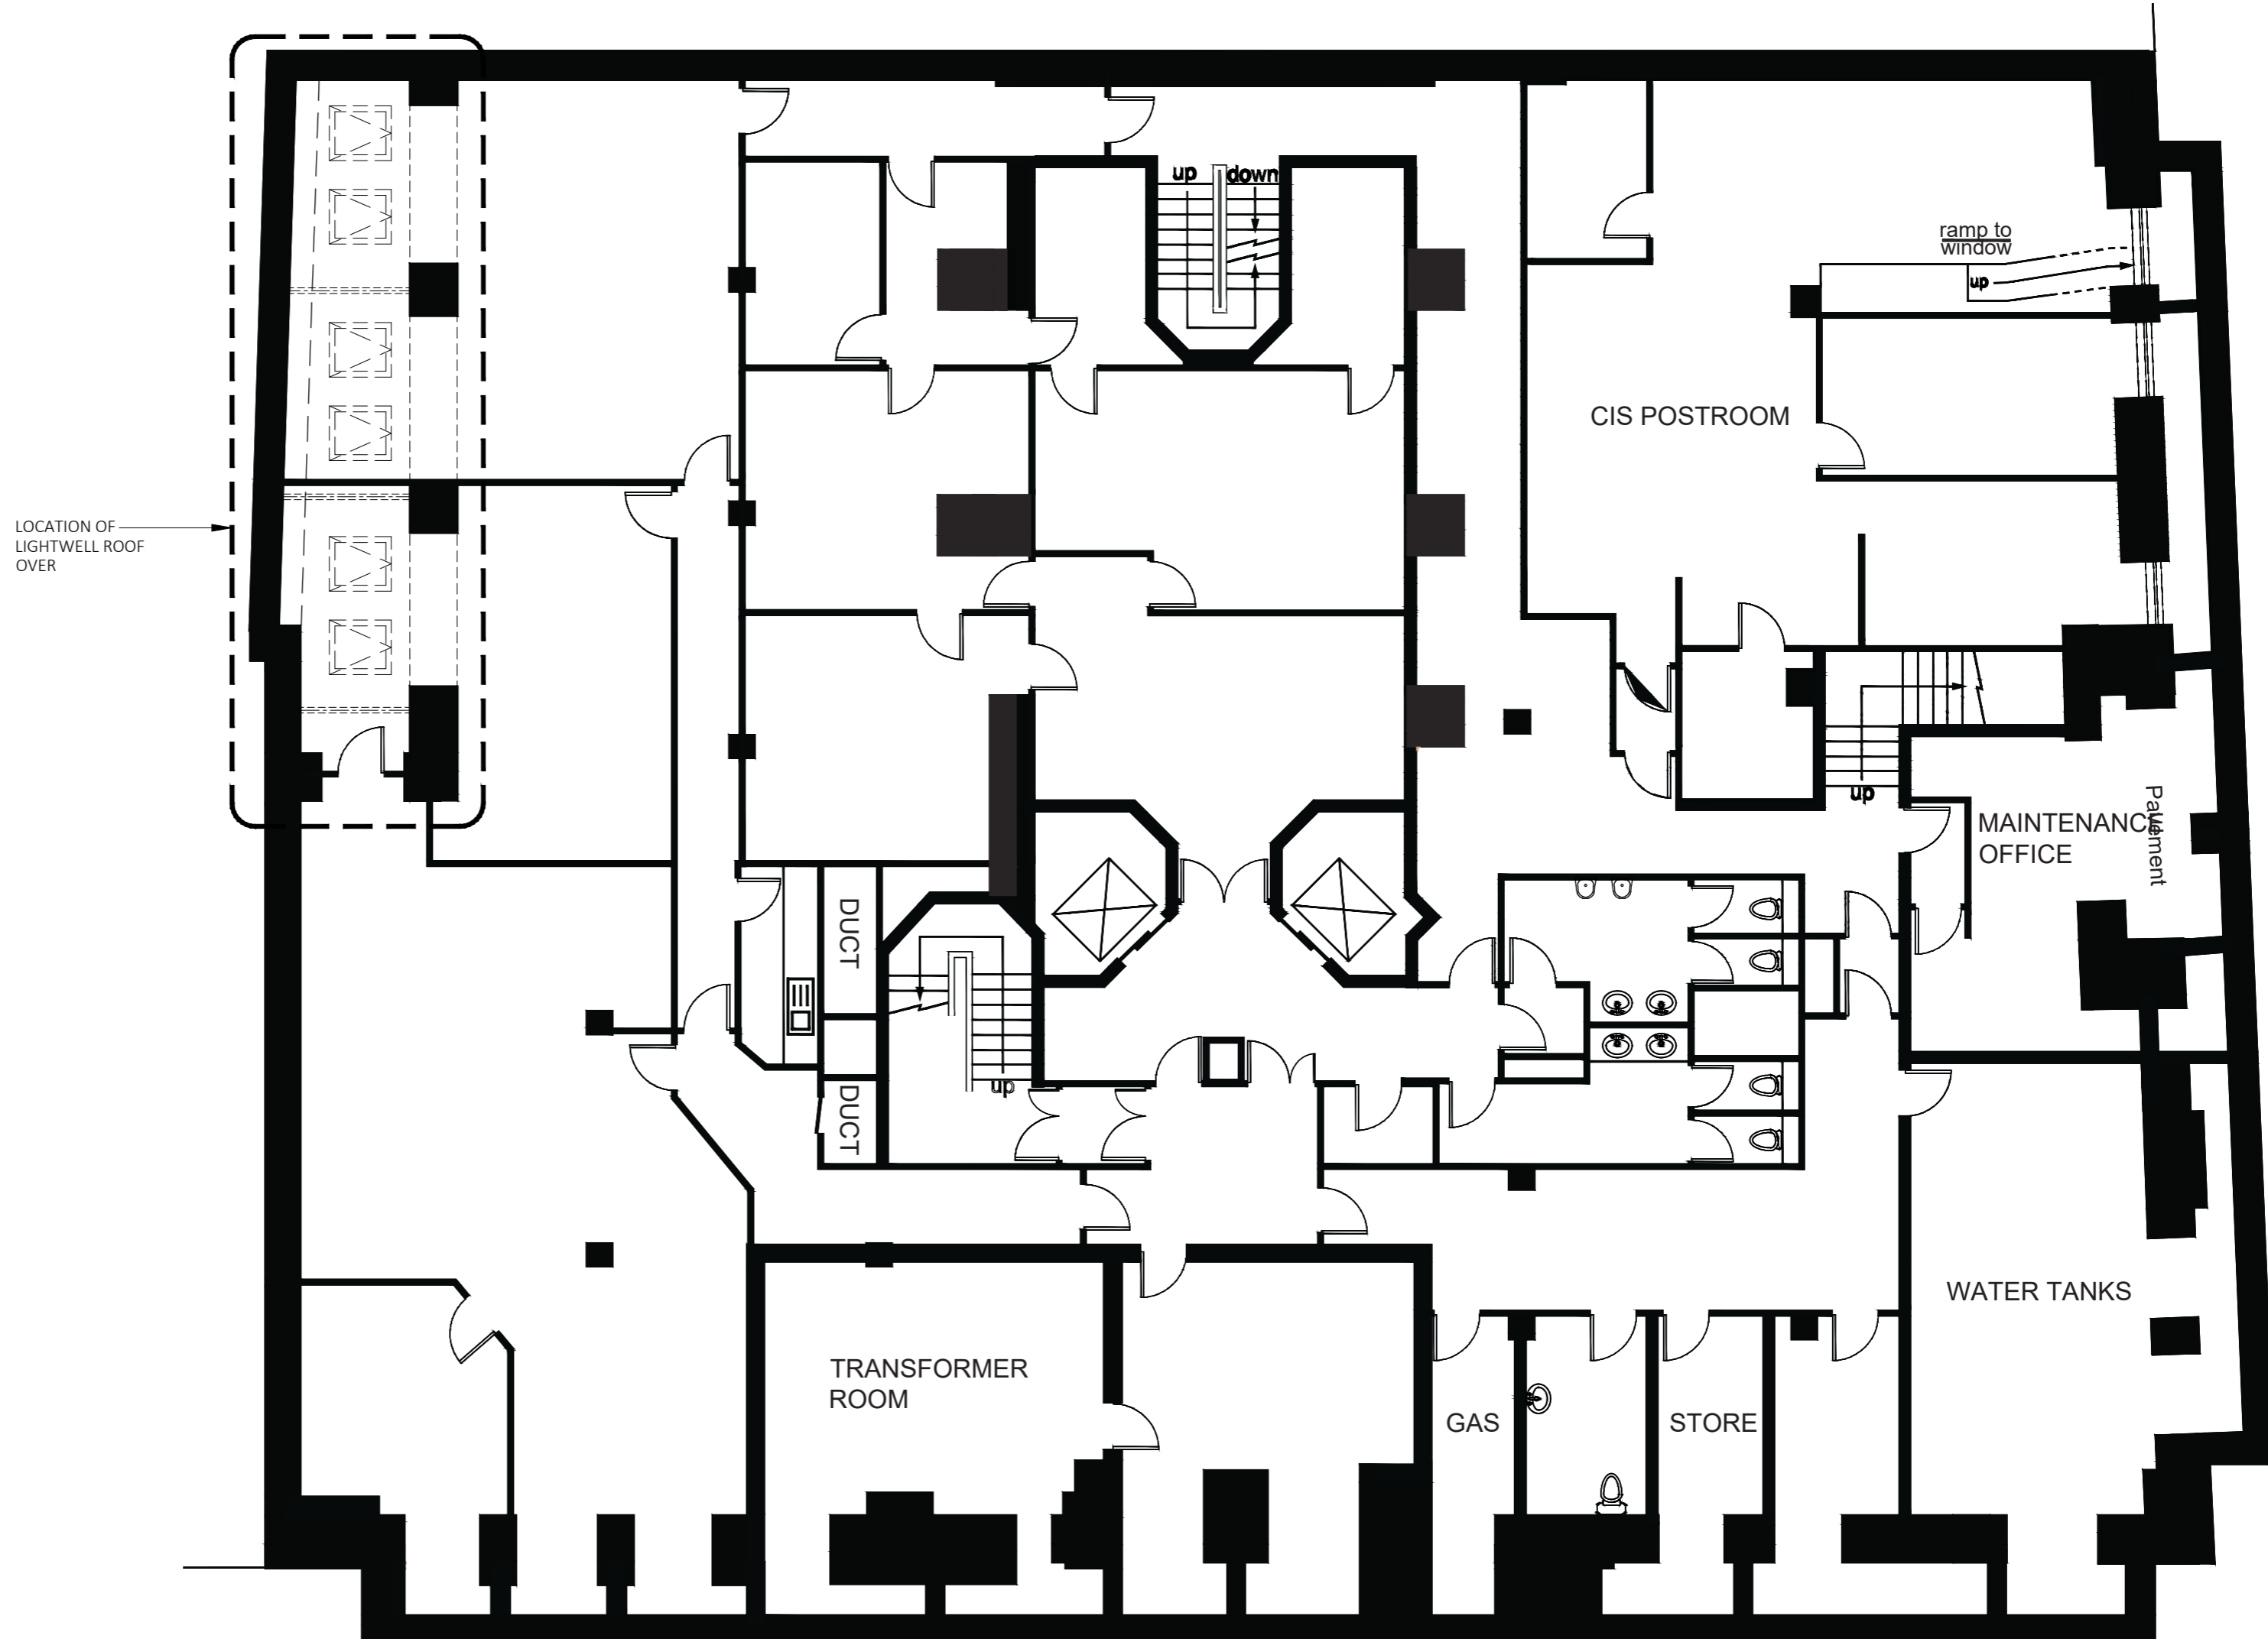 up
down
ramp to
window
up
CIS POSTROOM
LOCATION OF
LIGHTWELL ROOF
OVER
up
Pavement
MAINTENANCE
OFFICE
DUCT
up
DUCT
WATER TANKS
TRANSFORMER
ROOM
GAS
STORE